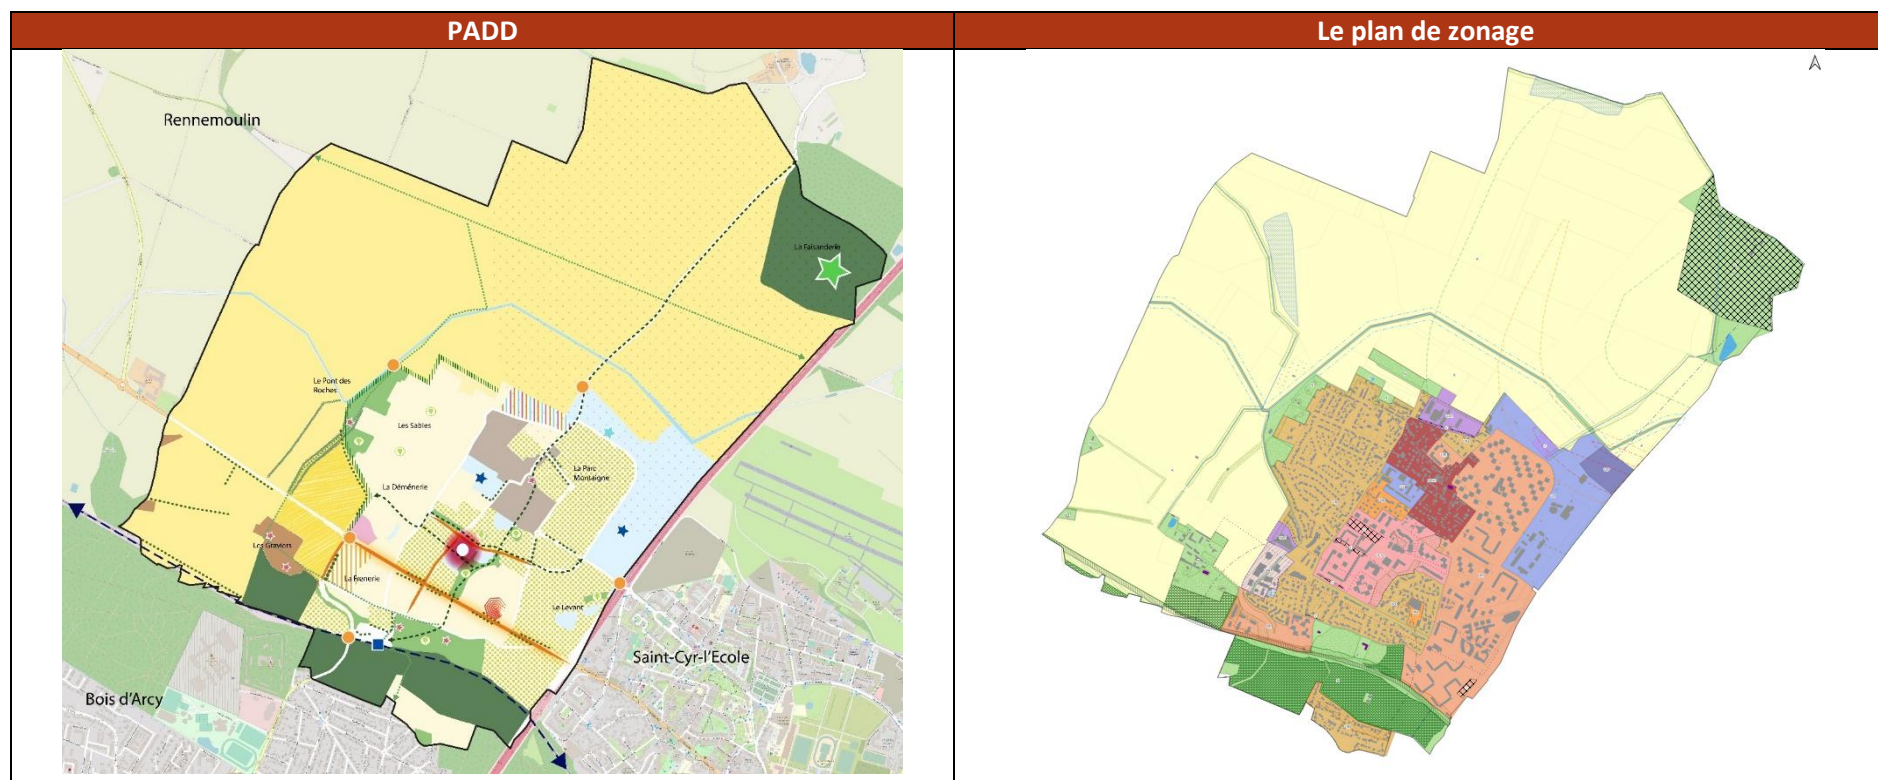 PADD
Le plan de zonage
Rennemoulin
La Faisanderie
Le Pont des
Roches
Les Sables
La Parc
Montaigne
La Déménerie
Les Graviers
La Frenerie
Le Levant
Saint-Cyr-l'Ecole
Bois d'Arcy